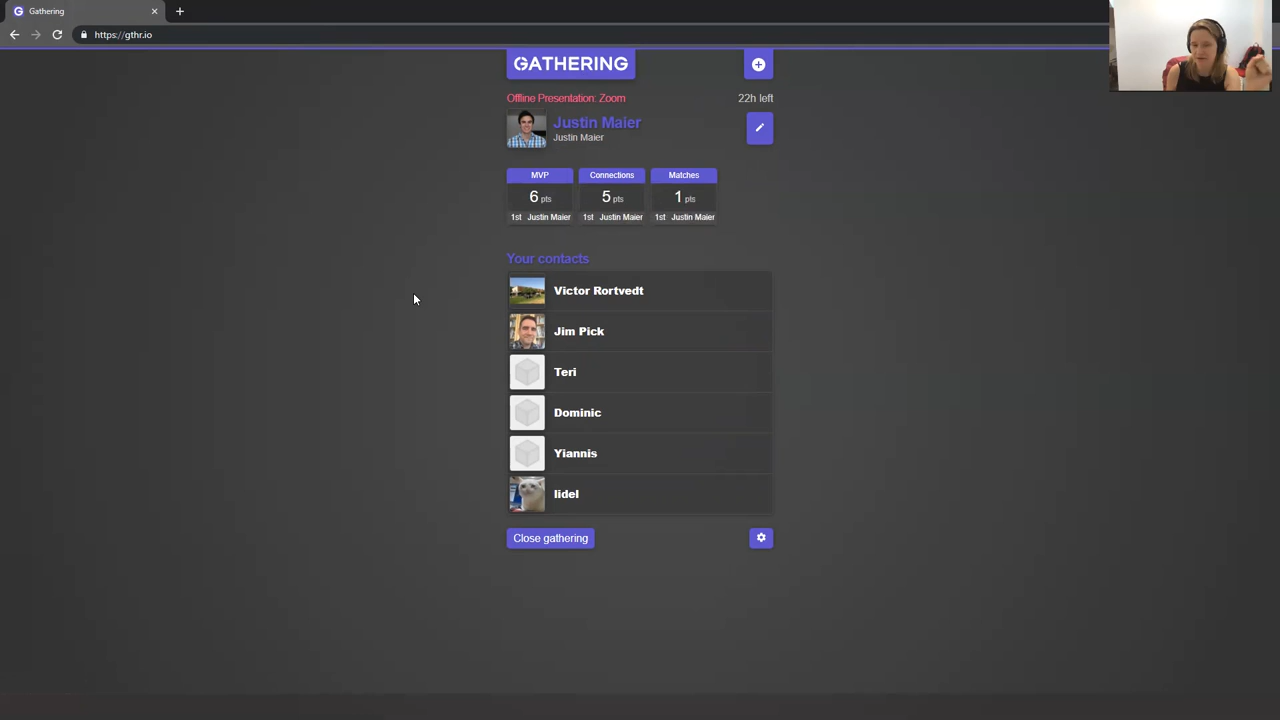 Gathering
https://gthr.io
GATHERING
Offline Presentation: Zoom
22h left
Justin Maier
Justin Maier
MVP
Connections
Matches
6 pts
5 pts
1 pts
1st Justin Maier
1st Justin Maier
1st Justin Maier
Your contacts
Victor Rortvedt
Jim Pick
Teri
Dominic
Yiannis
lidel
Close gathering